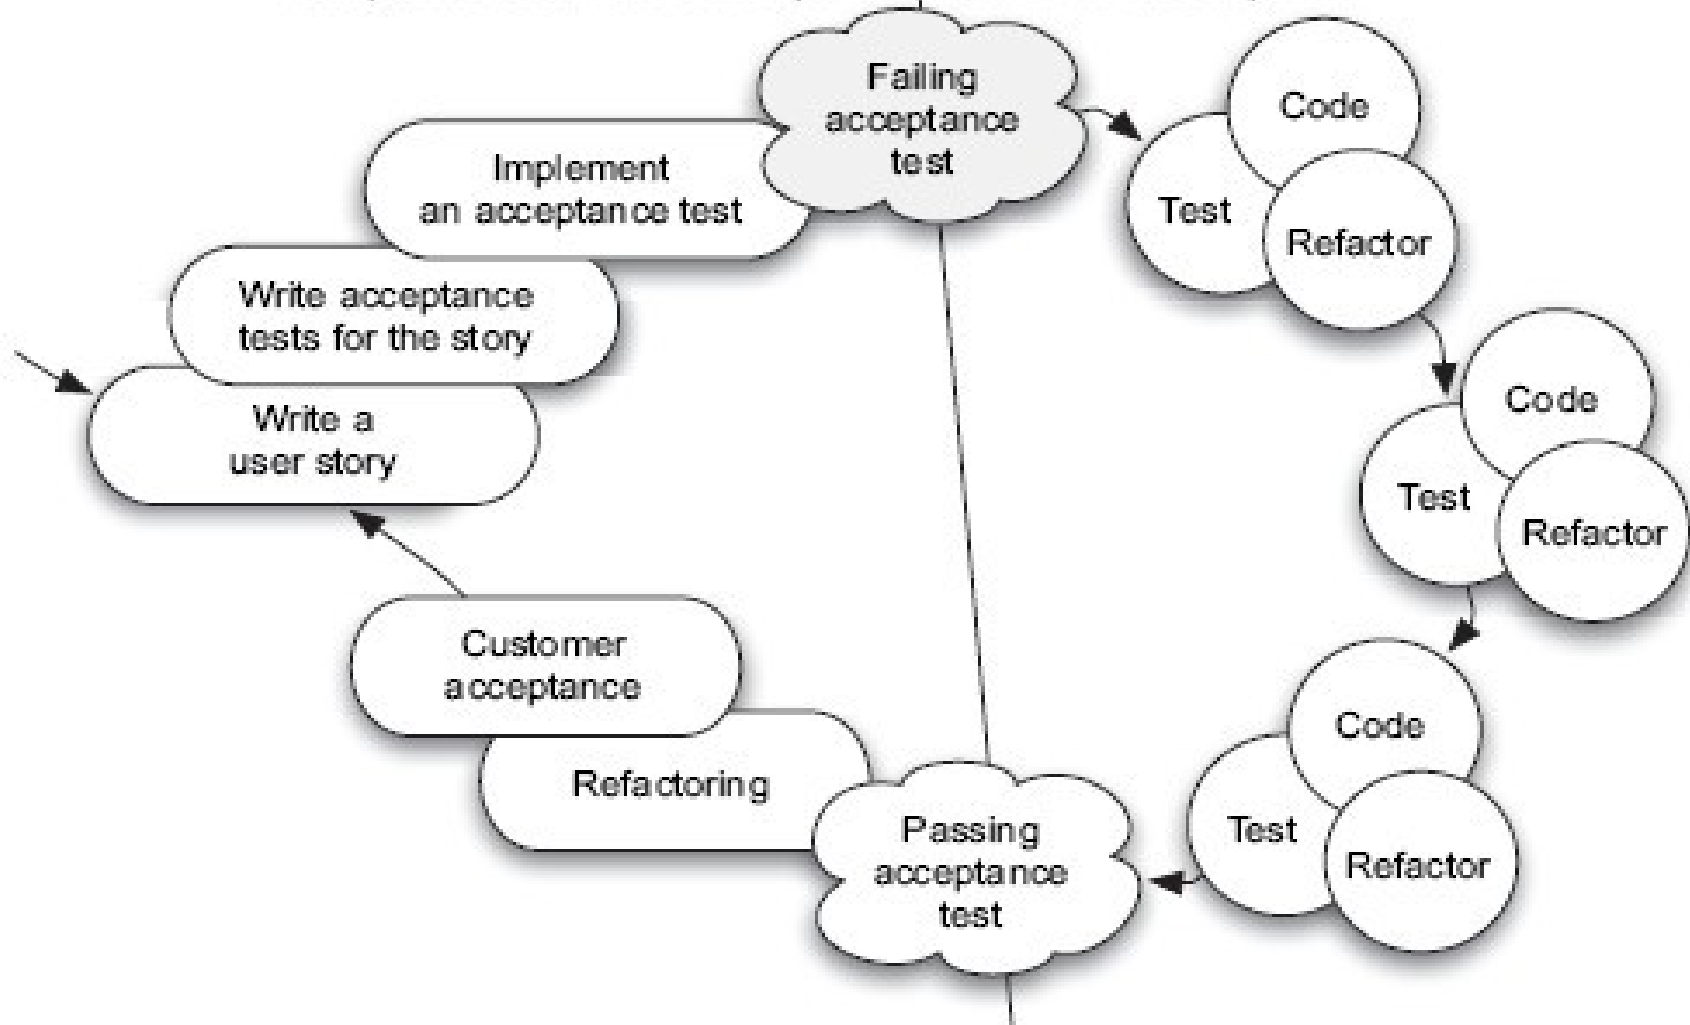 Failing
acceptance
test
Implement
an acceptance test
Write acceptance
tests for the story
Write a
user story
Customer
acceptance
Refactoring
Passing
acceptance
test
Code
Test
Refactor
Code
Test
Refactor
Code
Test
Refactor